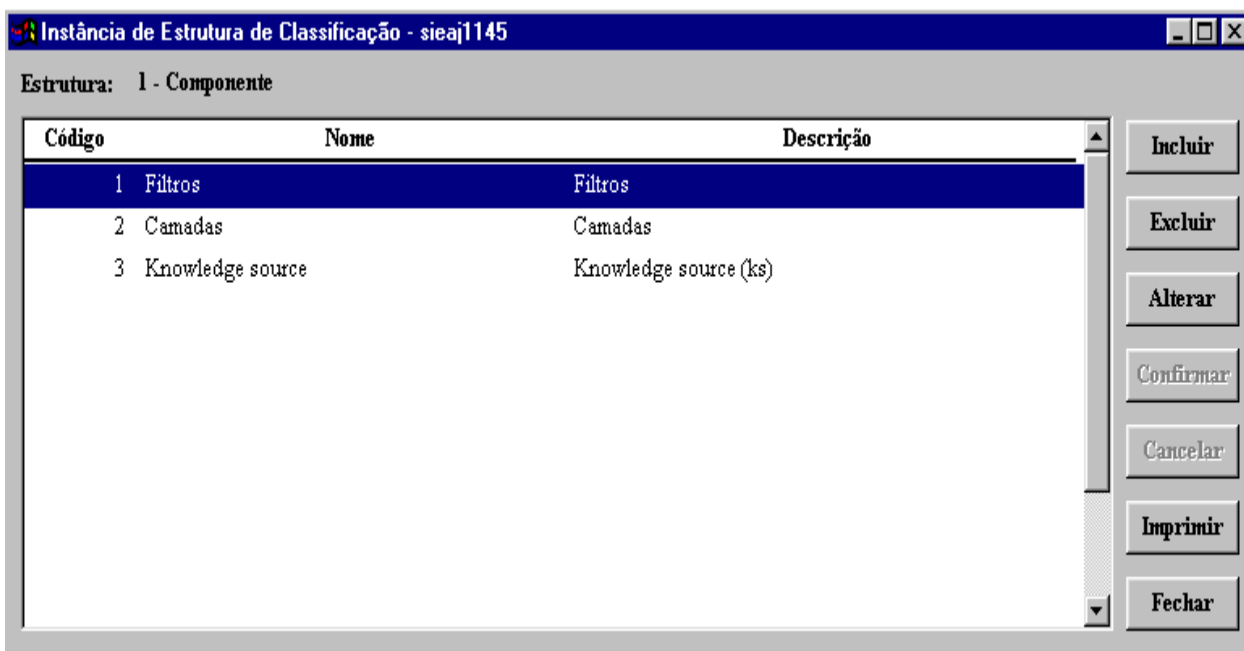 Instância de Estrutura de Classificação - sieaj1145
Estrutura: 1 - Componente
Código Nome Descrição
1 Filtros Filtros
2 Camadas Camadas
3 Knowledge source Knowledge source (ks)
Incluir
Excluir
Alterar
Confirmar
Cancelar
Imprimir
Fechar